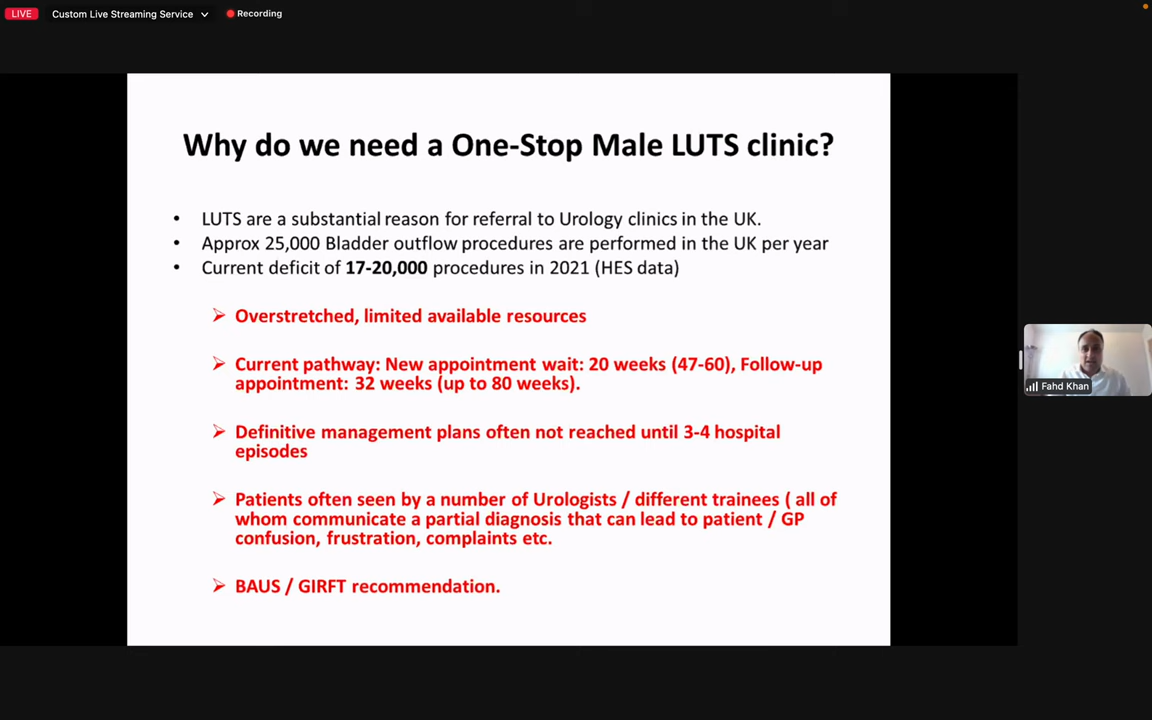 LIVE Custom Live Streaming Service Recording
Why do we need a One-Stop Male LUTS clinic?
• LUTS are a substantial reason for referral to Urology clinics in the UK.
• Approx 25,000 Bladder outflow procedures are performed in the UK per year
• Current deficit of 17-20,000 procedures in 2021 (HES data)
➢ Overstretched, limited available resources
➢ Current pathway: New appointment wait: 20 weeks (47-60), Follow-up
appointment: 32 weeks (up to 80 weeks).
➢ Definitive management plans often not reached until 3-4 hospital
episodes
➢ Patients often seen by a number of Urologists / different trainees ( all of
whom communicate a partial diagnosis that can lead to patient / GP
confusion, frustration, complaints etc.
➢ BAUS / GIRFT recommendation.
Fahd Khan